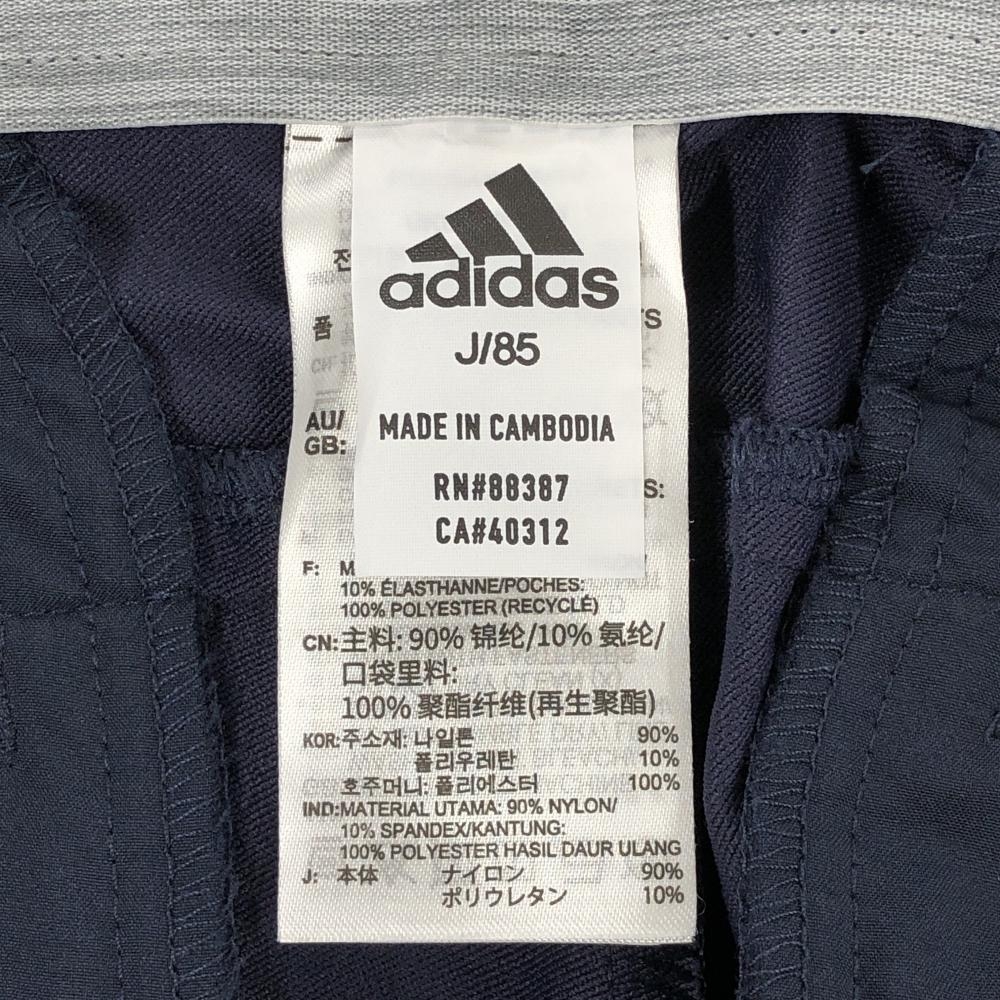 adidas
J/85
MADE IN CAMBODIA
RN#88387
CA#40312
전
폼
TS
AU/
GB:
S:
F: M
10% ÉLASTHANNE/POCHES:
100% POLYESTER (RECYCLÉ)
CN:主料: 90% 锦纶/10% 氨纶/
口袋里料:
100% 聚酯纤维(再生聚酯)
KOR:주소재: 나일론 90%
폴리우레탄 10%
호주머니: 폴리에스터 100%
IND:MATERIAL UTAMA: 90% NYLON/
10% SPANDEX/KANTUNG:
100% POLYESTER HASIL DAUR ULANG
J: 本体 ナイロン 90%
ポリウレタン 10%